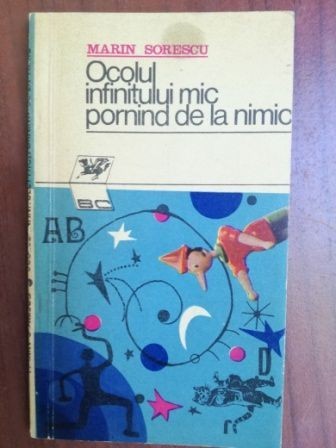 MARIN SORESCU
Ocolul
infinitului mic
pornind de la nimic
BC
AB